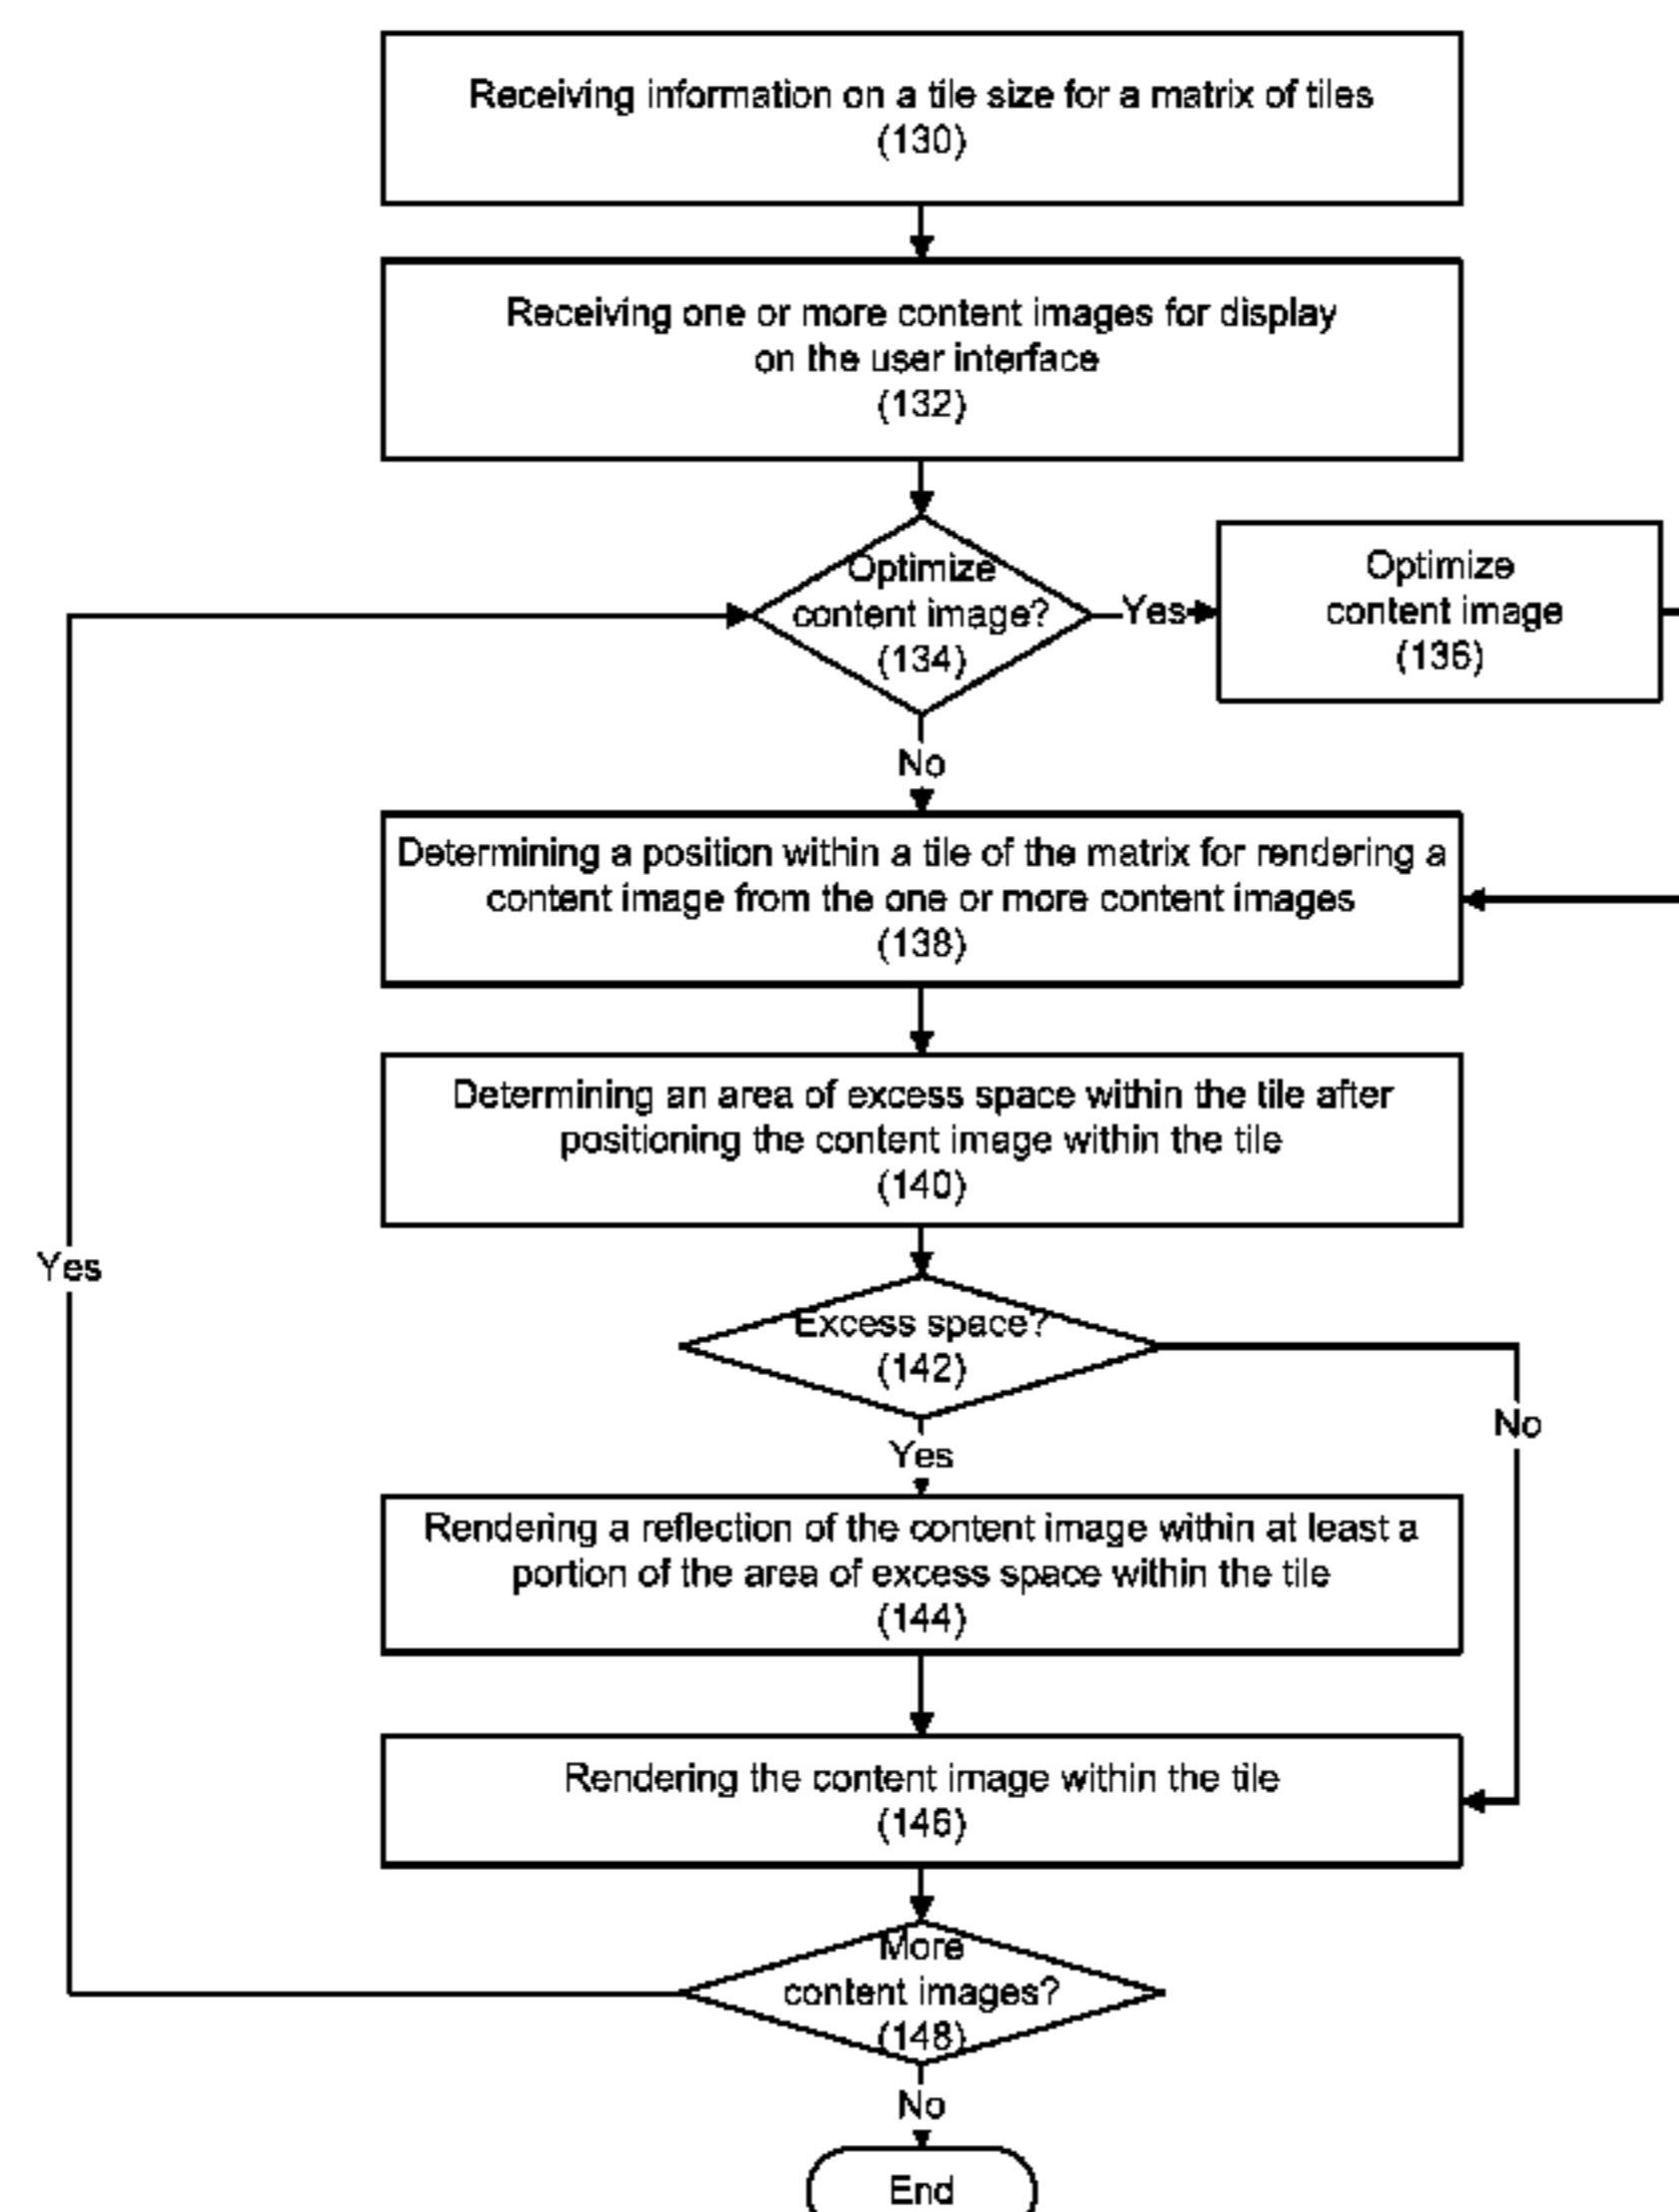 Receiving information on a tile size for a matrix of tiles
(130)
Receiving one or more content images for display
on the user interface
(132)
Optimize
content image?
(134)
Yes
Optimize
content image
(136)
No
Determining a position within a tile of the matrix for rendering a
content image from the one or more content images
(138)
Determining an area of excess space within the tile after
positioning the content image within the tile
(140)
Yes
Excess space?
(142)
No
Yes
Rendering a reflection of the content image within at least a
portion of the area of excess space within the tile
(144)
Rendering the content image within the tile
(146)
More
content images?
(148)
No
End